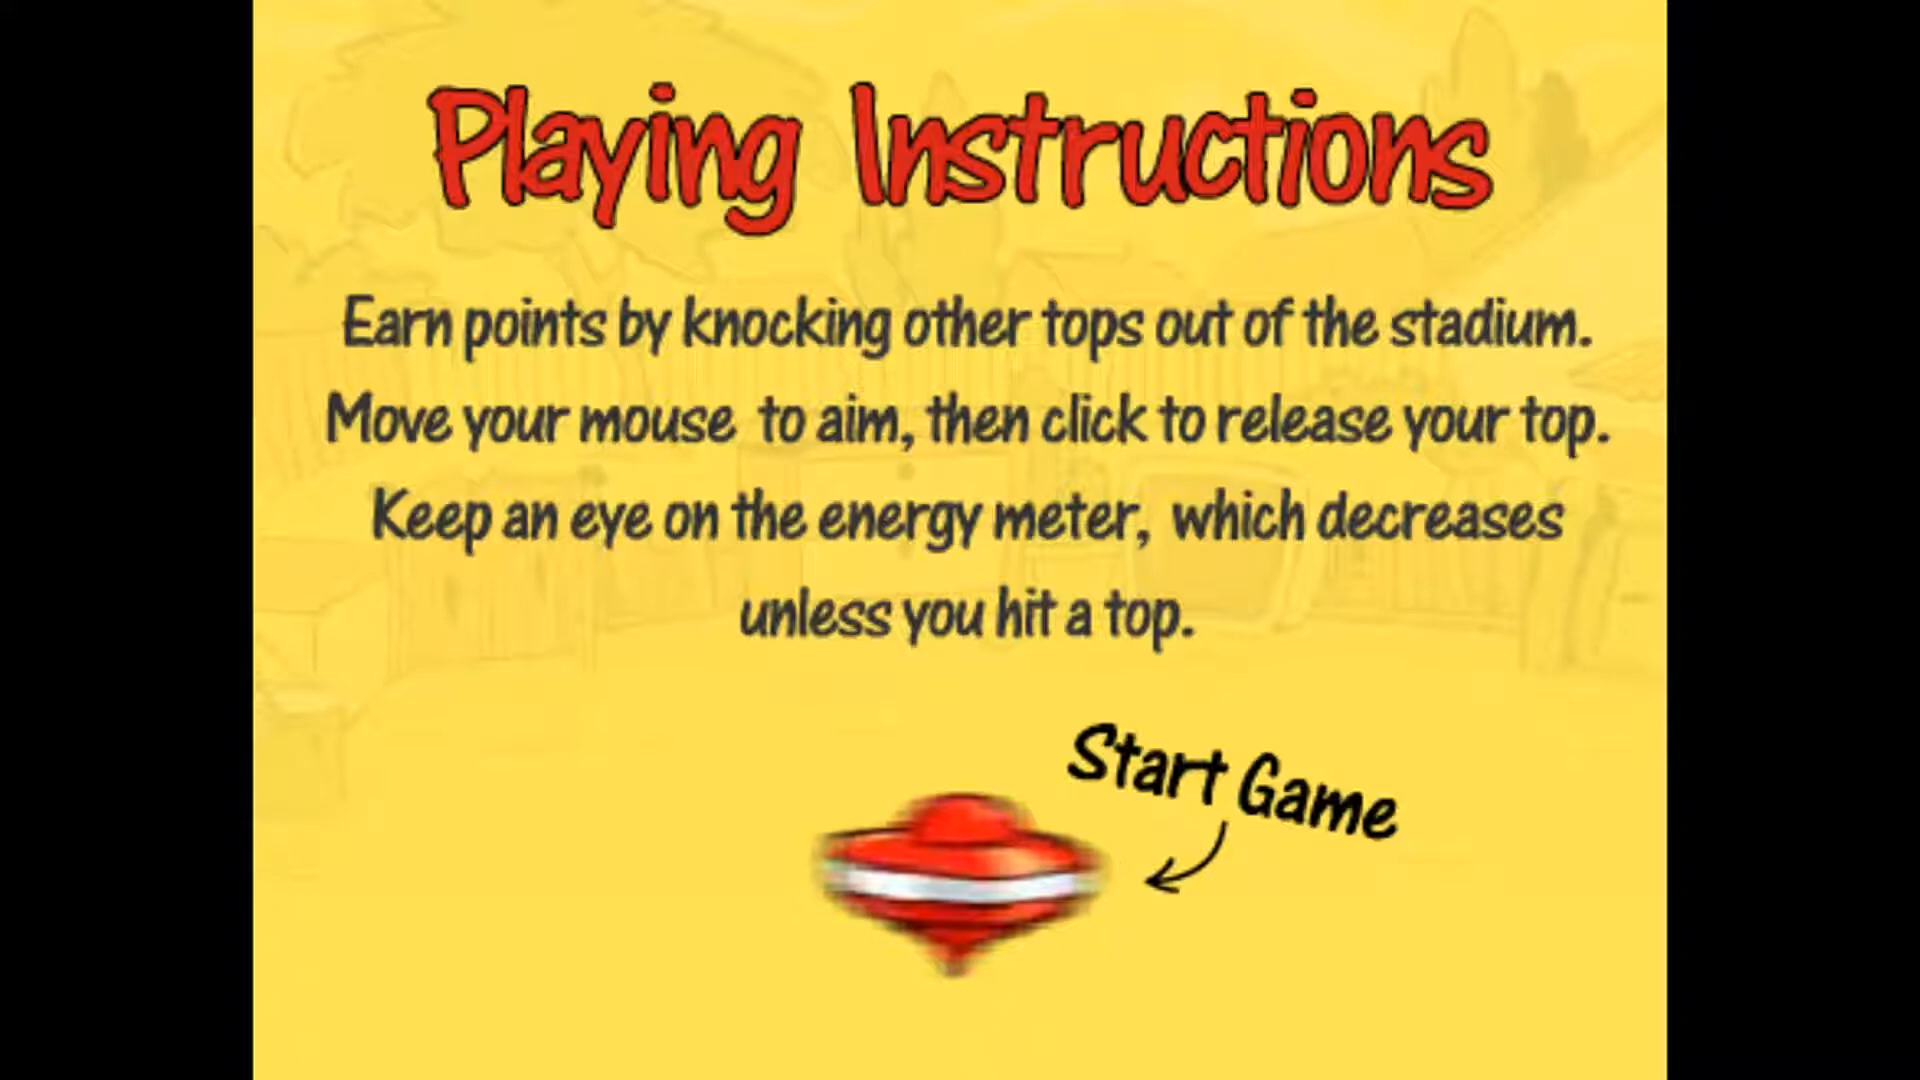 Playing Instructions
Earn points by knocking other tops out of the stadium.
Move your mouse to aim, then click to release your top.
Keep an eye on the energy meter, which decreases
unless you hit a top.
Start Game